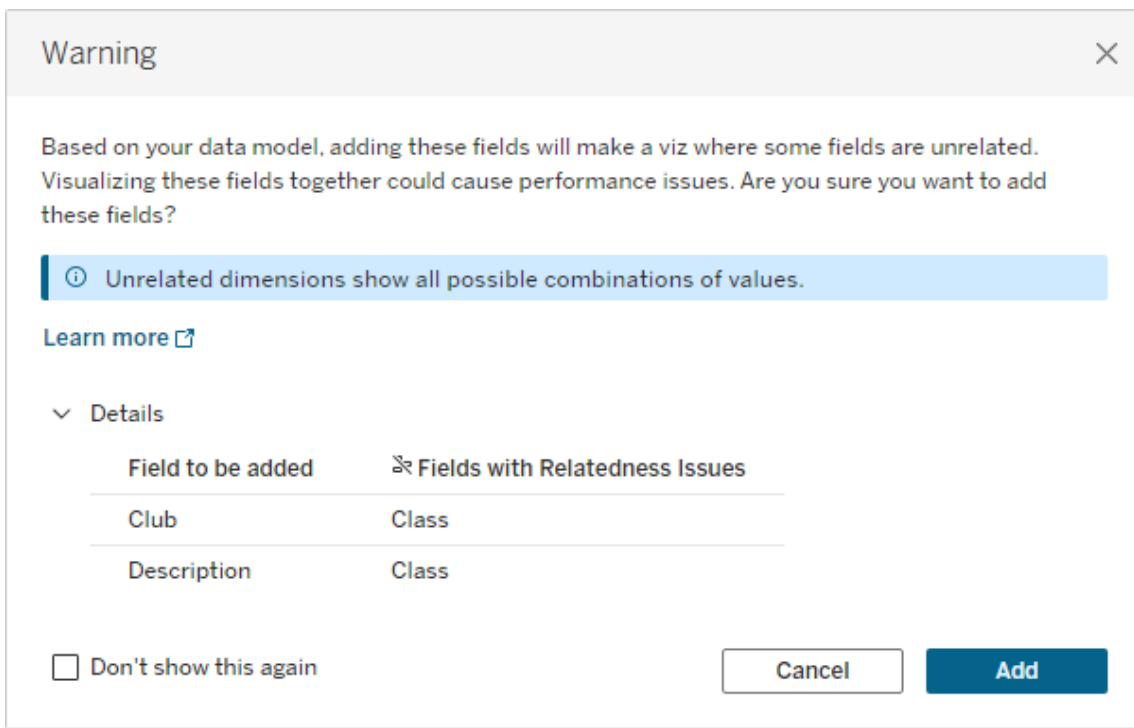 Warning
Based on your data model, adding these fields will make a viz where some fields are unrelated.
Visualizing these fields together could cause performance issues. Are you sure you want to add
these fields?
Unrelated dimensions show all possible combinations of values.
Learn more
Details
Field to be added Fields with Relatedness Issues
Club Class
Description Class
Don't show this again Cancel Add